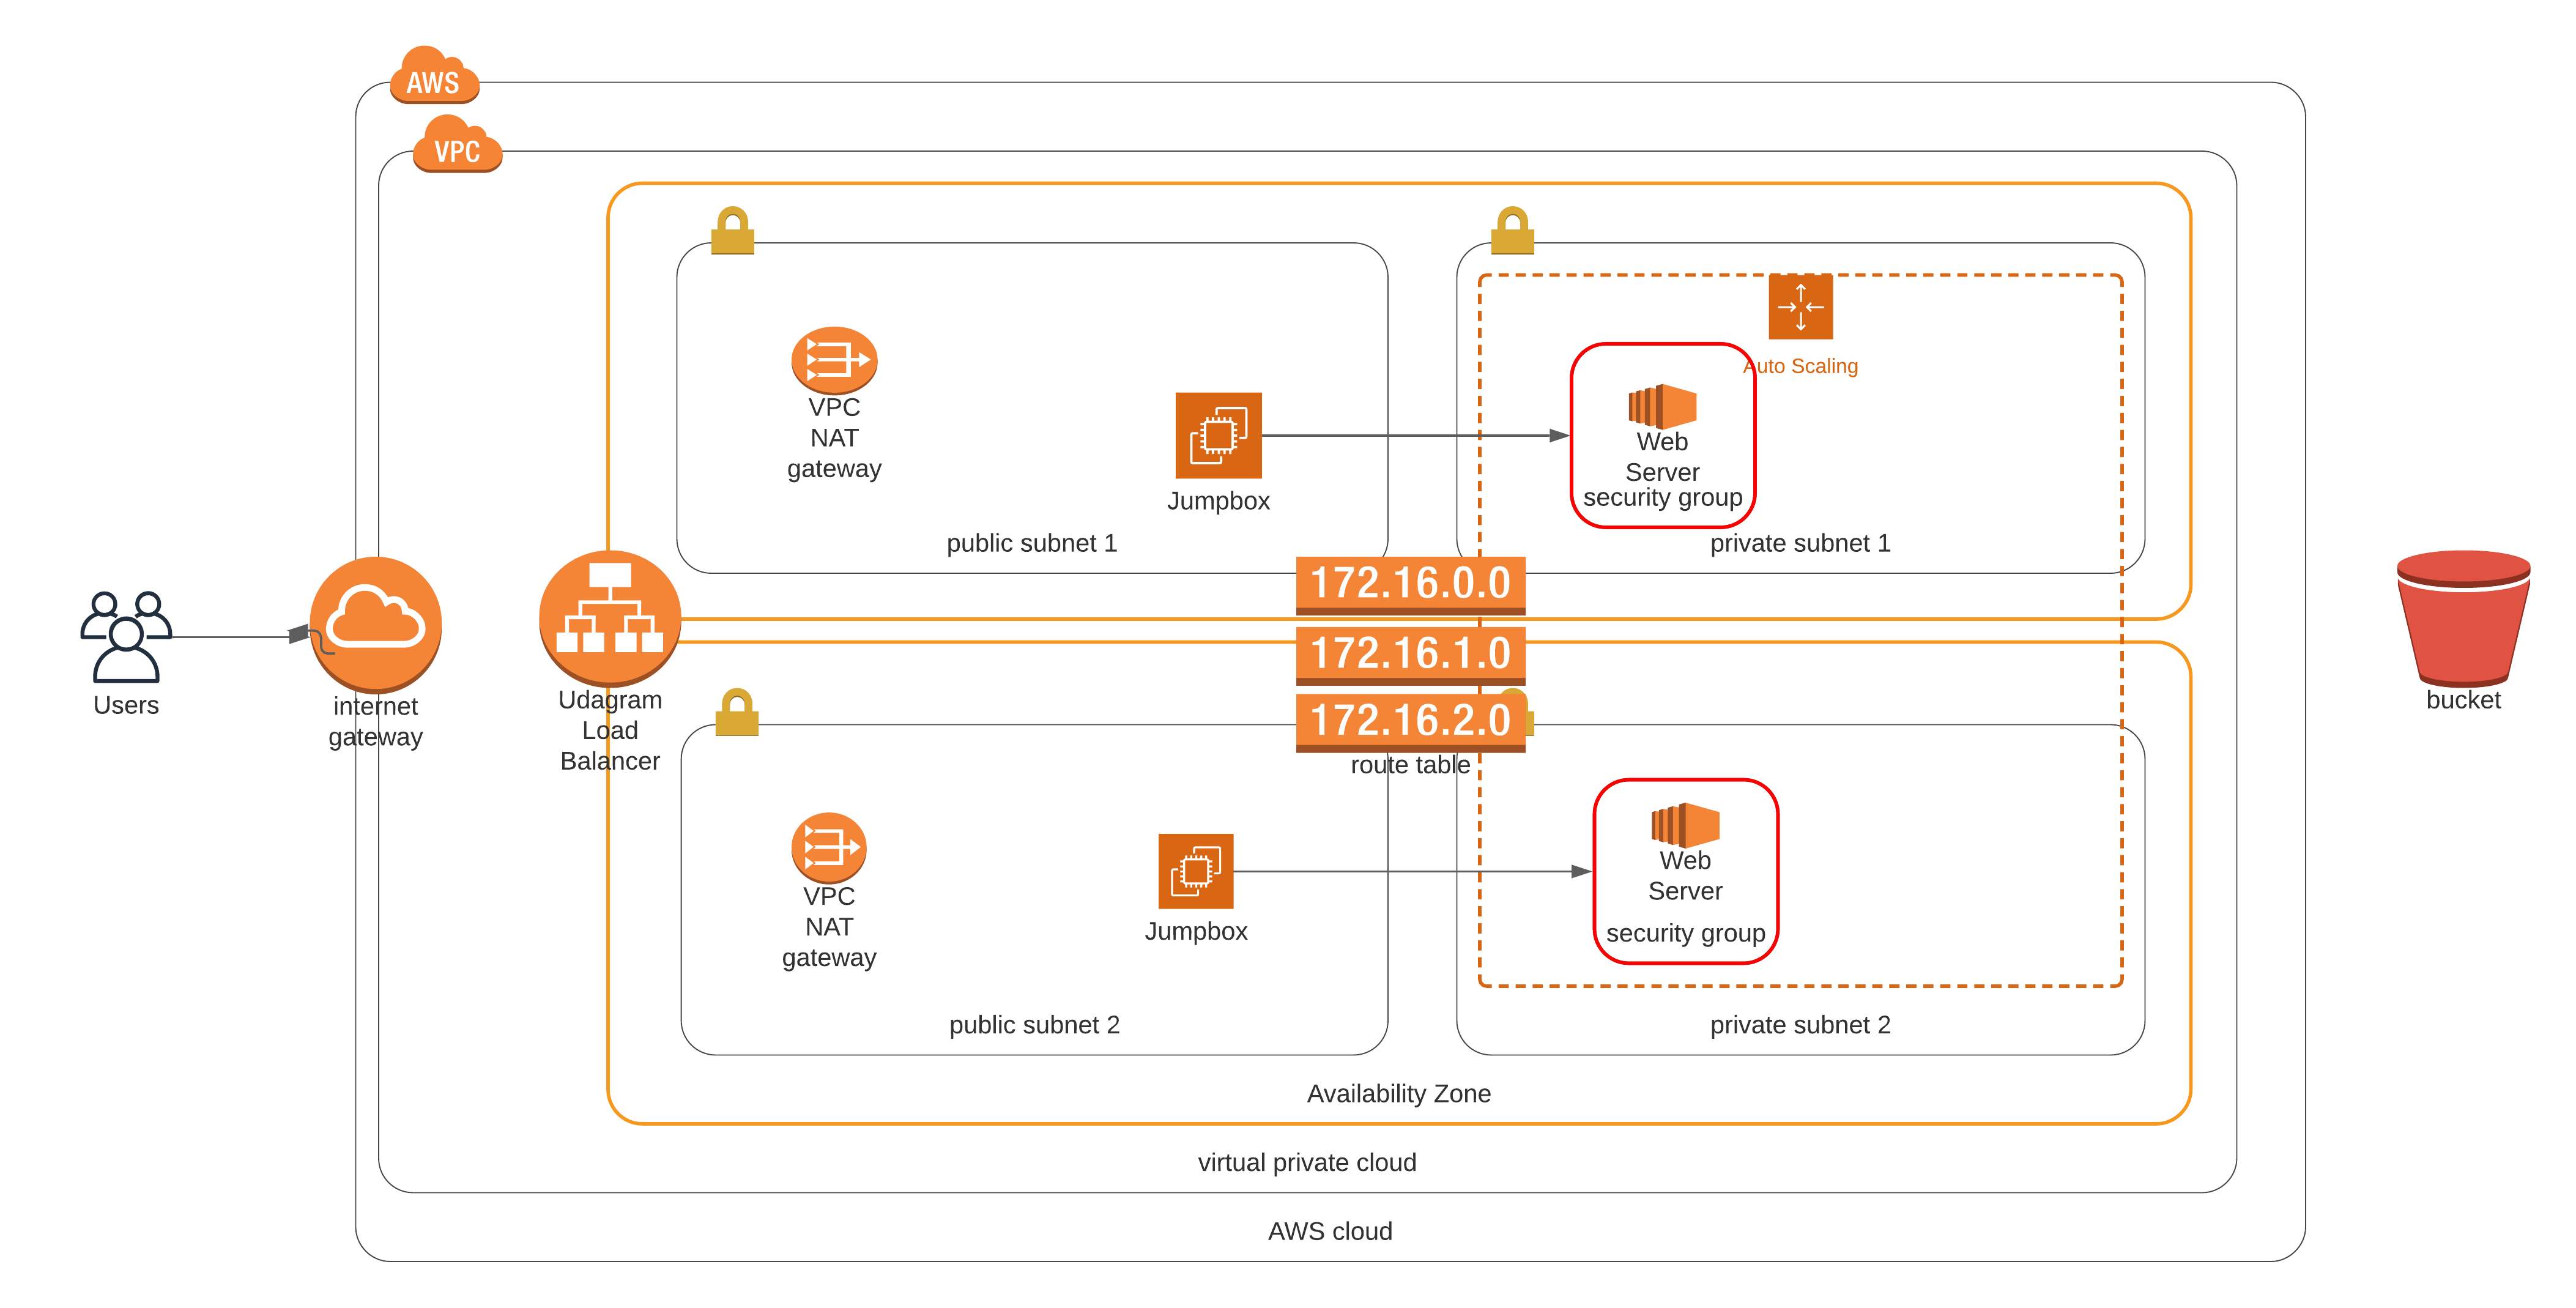 AWS
VPC
Auto Scaling
VPC
NAT
gateway
Jumpbox
Web
Server
security group
public subnet 1
private subnet 1
172.16.0.0
172.16.1.0
172.16.2.0
route table
Users
internet
gateway
Udagram
Load
Balancer
bucket
VPC
NAT
gateway
Jumpbox
Web
Server
security group
public subnet 2
private subnet 2
Availability Zone
virtual private cloud
AWS cloud